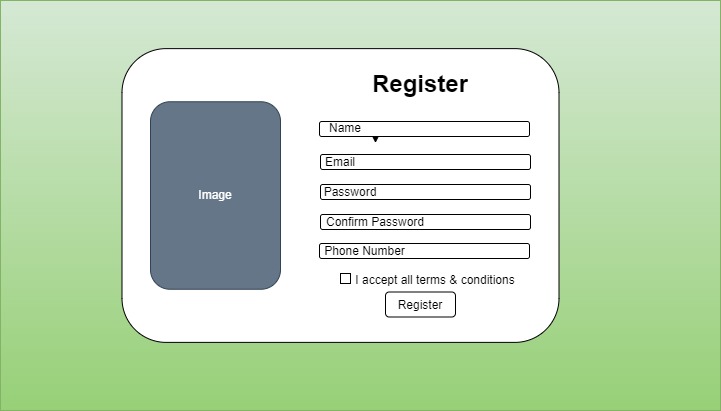 Register
Image
Name
Email
Password
Confirm Password
Phone Number
I accept all terms & conditions
Register